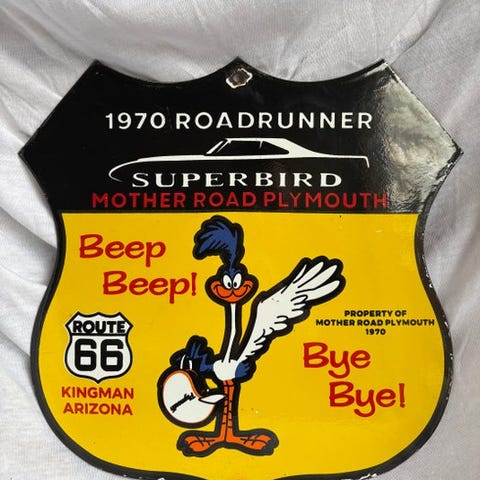 1970 ROADRUNNER
SUPERBIRD
MOTHER ROAD PLYMOUTH
Beep
Beep!
ROUTE
66
KINGMAN
ARIZONA
PROPERTY OF
MOTHER ROAD PLYMOUTH
1970
Bye
Bye!